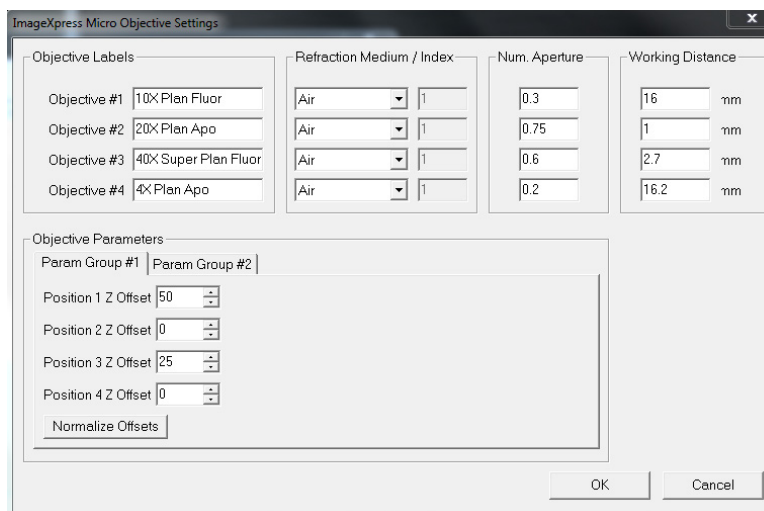 ImageXpress Micro Objective Settings
x
Objective Labels
Refraction Medium / Index
Num. Aperture
Working Distance
Objective #1 10X Plan Fluor Air 1 0.3 16 mm
Objective #2 20X Plan Apo Air 1 0.75 1 mm
Objective #3 40X Super Plan Fluor Air 1 0.6 2.7 mm
Objective #4 4X Plan Apo Air 1 0.2 16.2 mm
Objective Parameters
Param Group #1 Param Group #2
Position 1 Z Offset 50
Position 2 Z Offset 0
Position 3 Z Offset 25
Position 4 Z Offset 0
Normalize Offsets
OK Cancel